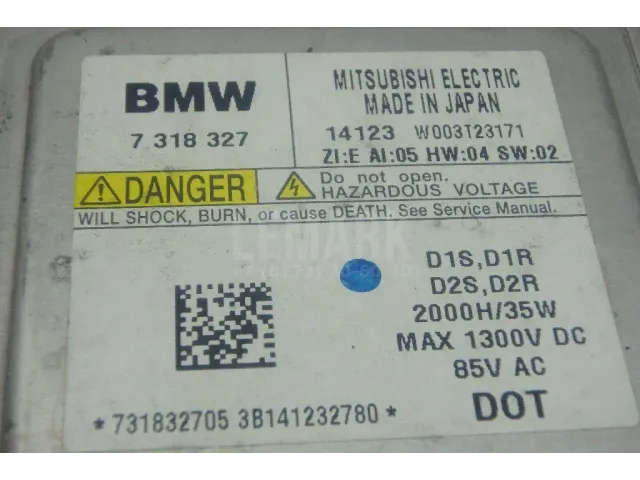 BMW
7 318 327
MITSUBISHI ELECTRIC
MADE IN JAPAN
14123 W003T23171
ZI:E AI:05 HW:04 SW:02
DANGER
Do not open.
HAZARDOUS VOLTAGE
WILL SHOCK, BURN, or cause DEATH. See Service Manual.
LEMARK
D1S,D1R
D2S,D2R
2000H/35W
MAX 1300V DC
85V AC
DOT
*731832705 3B141232780*